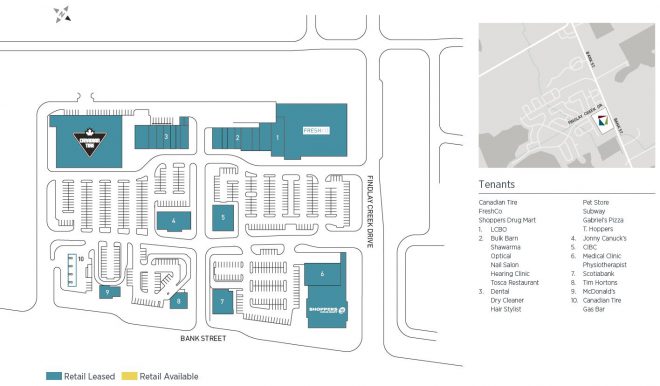 BANK ST.
FINDLAY CREEK DR.
BANK ST.
CANADIAN
TIRE
3
2
1
FRESHCO
4
5
FINDLAY CREEK DRIVE
10
9
8
7
6
SHOPPERS
BANK STREET
Retail Leased
Retail Available
Tenants
Canadian Tire
FreshCo
Shoppers Drug Mart
1. LCBO
2. Bulk Barn
Shawarma
Optical
Nail Salon
Hearing Clinic
Tosca Restaurant
3. Dental
Dry Cleaner
Hair Stylist
Pet Store
Subway
Gabriel's Pizza
T. Hoppers
4. Jonny Canuck's
5. CIBC
6. Medical Clinic
Physiotherapist
7. Scotiabank
8. Tim Hortons
9. McDonald's
10. Canadian Tire
Gas Bar